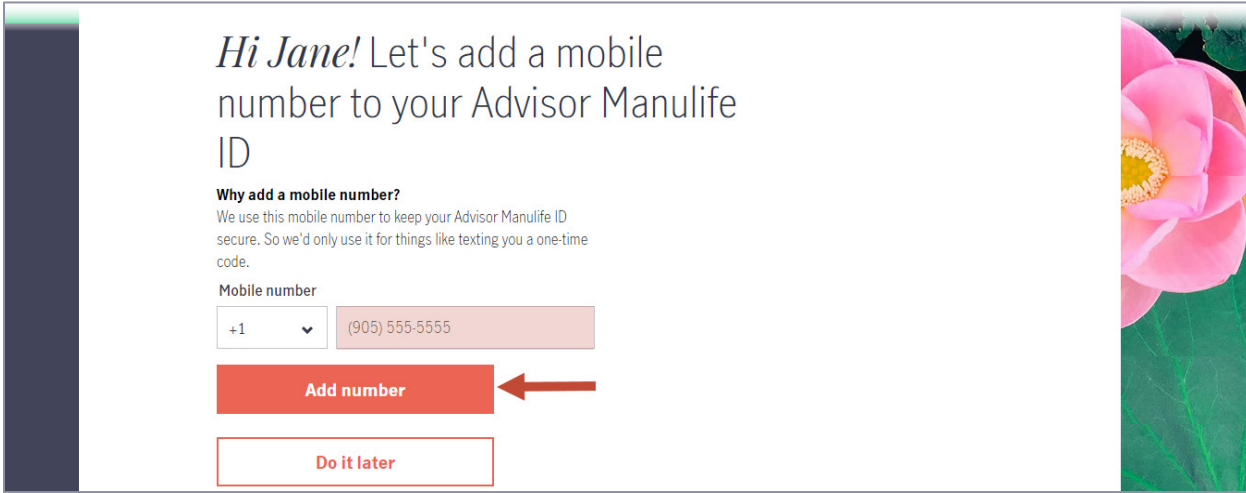 Hi Jane! Let's add a mobile
number to your Advisor Manulife
ID
Why add a mobile number?
We use this mobile number to keep your Advisor Manulife ID
secure. So we'd only use it for things like texting you a one-time
code.
Mobile number
+1 (905) 555-5555
Add number
Do it later